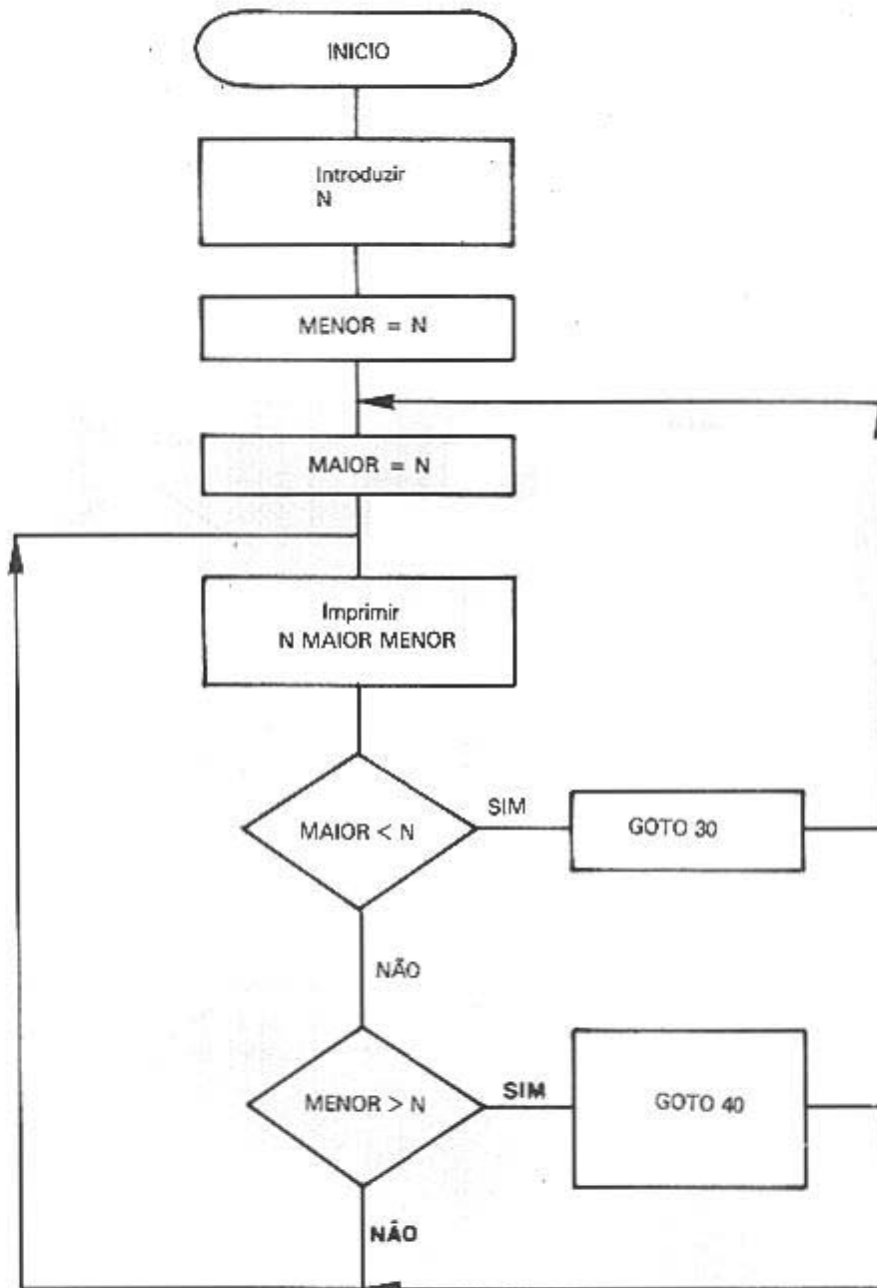 INICIO
Introduzir
N
MENOR = N
MAIOR = N
Imprimir
N MAIOR MENOR
MAIOR < N
SIM
GOTO 30
NÃO
MENOR > N
SIM
GOTO 40
NÃO